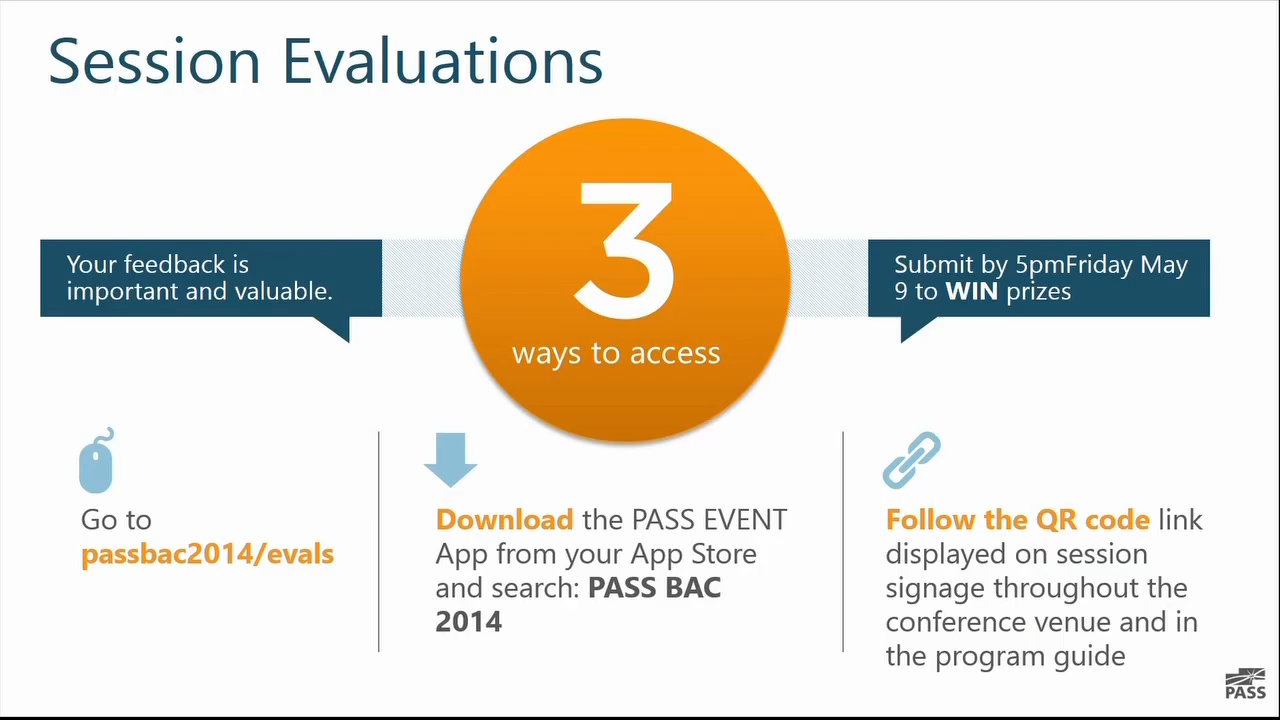 Session Evaluations
Your feedback is
important and valuable.
3
ways to access
Submit by 5pmFriday May
9 to WIN prizes
Go to
passbac2014/evals
Download the PASS EVENT
App from your App Store
and search: PASS BAC
2014
Follow the QR code link
displayed on session
signage throughout the
conference venue and in
the program guide
PASS